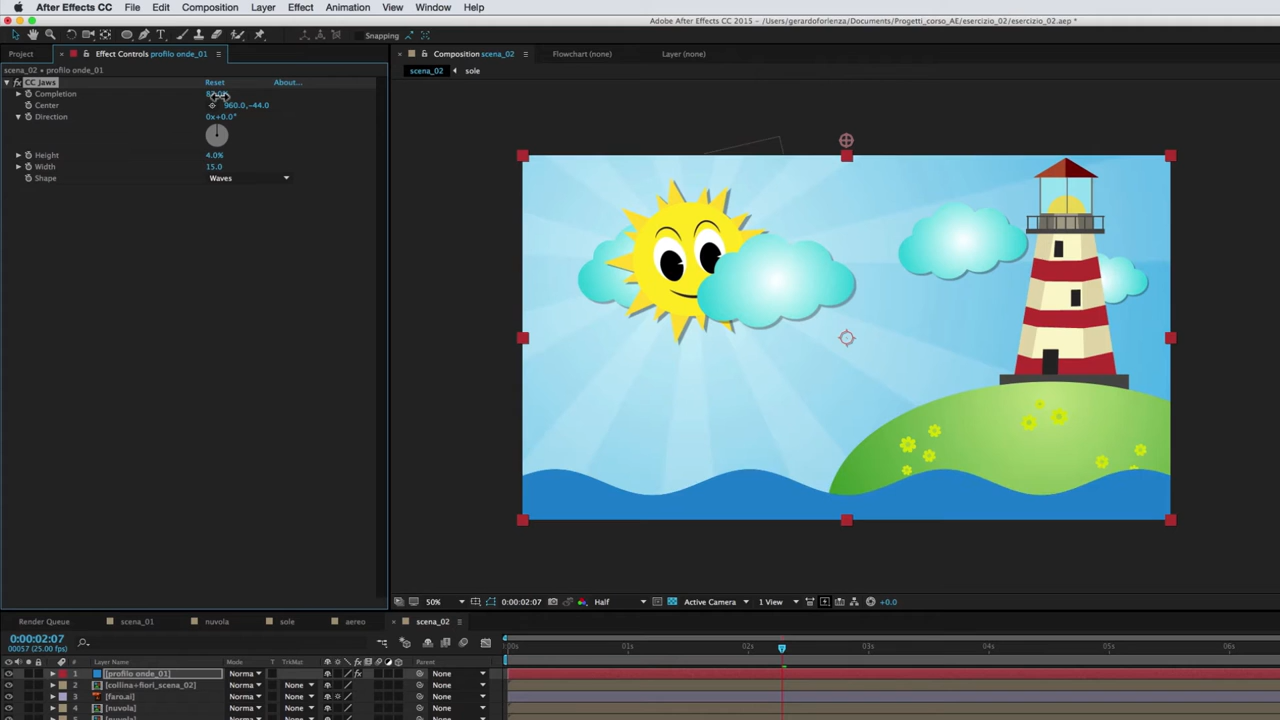 After Effects CC File Edit Composition Layer Effect Animation View Window Help
After Effects CC 2015 - /Users/gerardoforlenza/Documents/Progetti_corso_AE/esercizio_02/esercizio_02.aep *
Snapping
Project × Effect Controls profilo onde_01
Composition scena_02 Flowchart (none) Layer (none)
scena_02 • profilo onde_01
scena_02 sole
fx CC Jaws Reset About...
Completion
Center 960.0,-44.0
Direction 0x+0.0°
Height 4.0%
Width 15.0
Shape Waves
50% 0:00:02:07 Half Active Camera 1 View +0.0
Render Queue scena_01 nuvola sole aereo × scena_02
0:00:02:07
00057 (25.00 fps)
:00s 01s 02s 03s 04s 05s 06s
# Layer Name Mode T TrkMat Parent
1 [profilo onde_01] Norma None
2 [collina+fiori_scena_02] Norma None None
3 [faro.ai] Norma None None
4 [nuvola] Norma None None